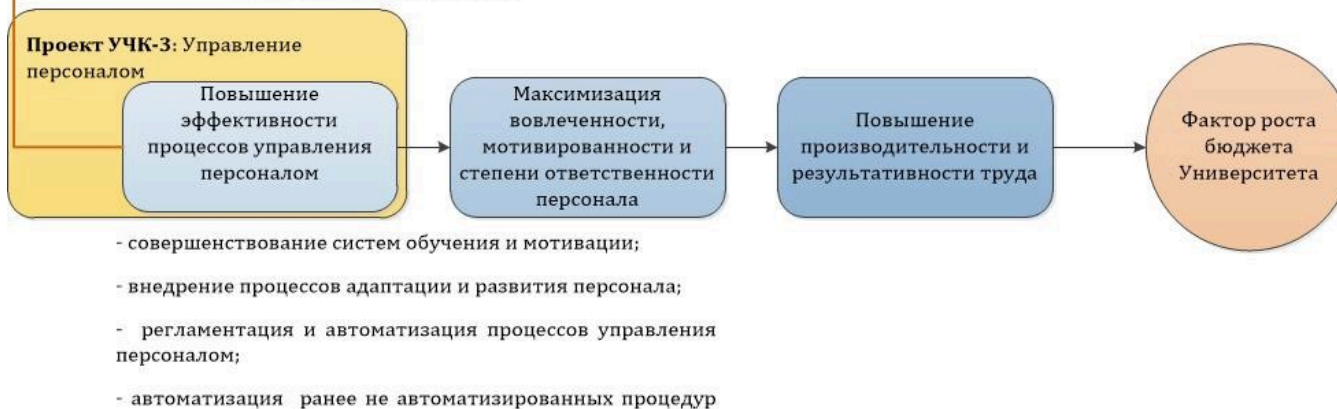 Проект УЧК-3: Управление
персоналом
Повышение
эффективности
процессов управления
персоналом
Максимизация
вовлеченности,
мотивированности и
степени ответственности
персонала
Повышение
производительности и
результативности труда
Фактор роста
бюджета
Университета
- совершенствование систем обучения и мотивации;
- внедрение процессов адаптации и развития персонала;
- регламентация и автоматизация процессов управления
персоналом;
- автоматизация ранее не автоматизированных процедур